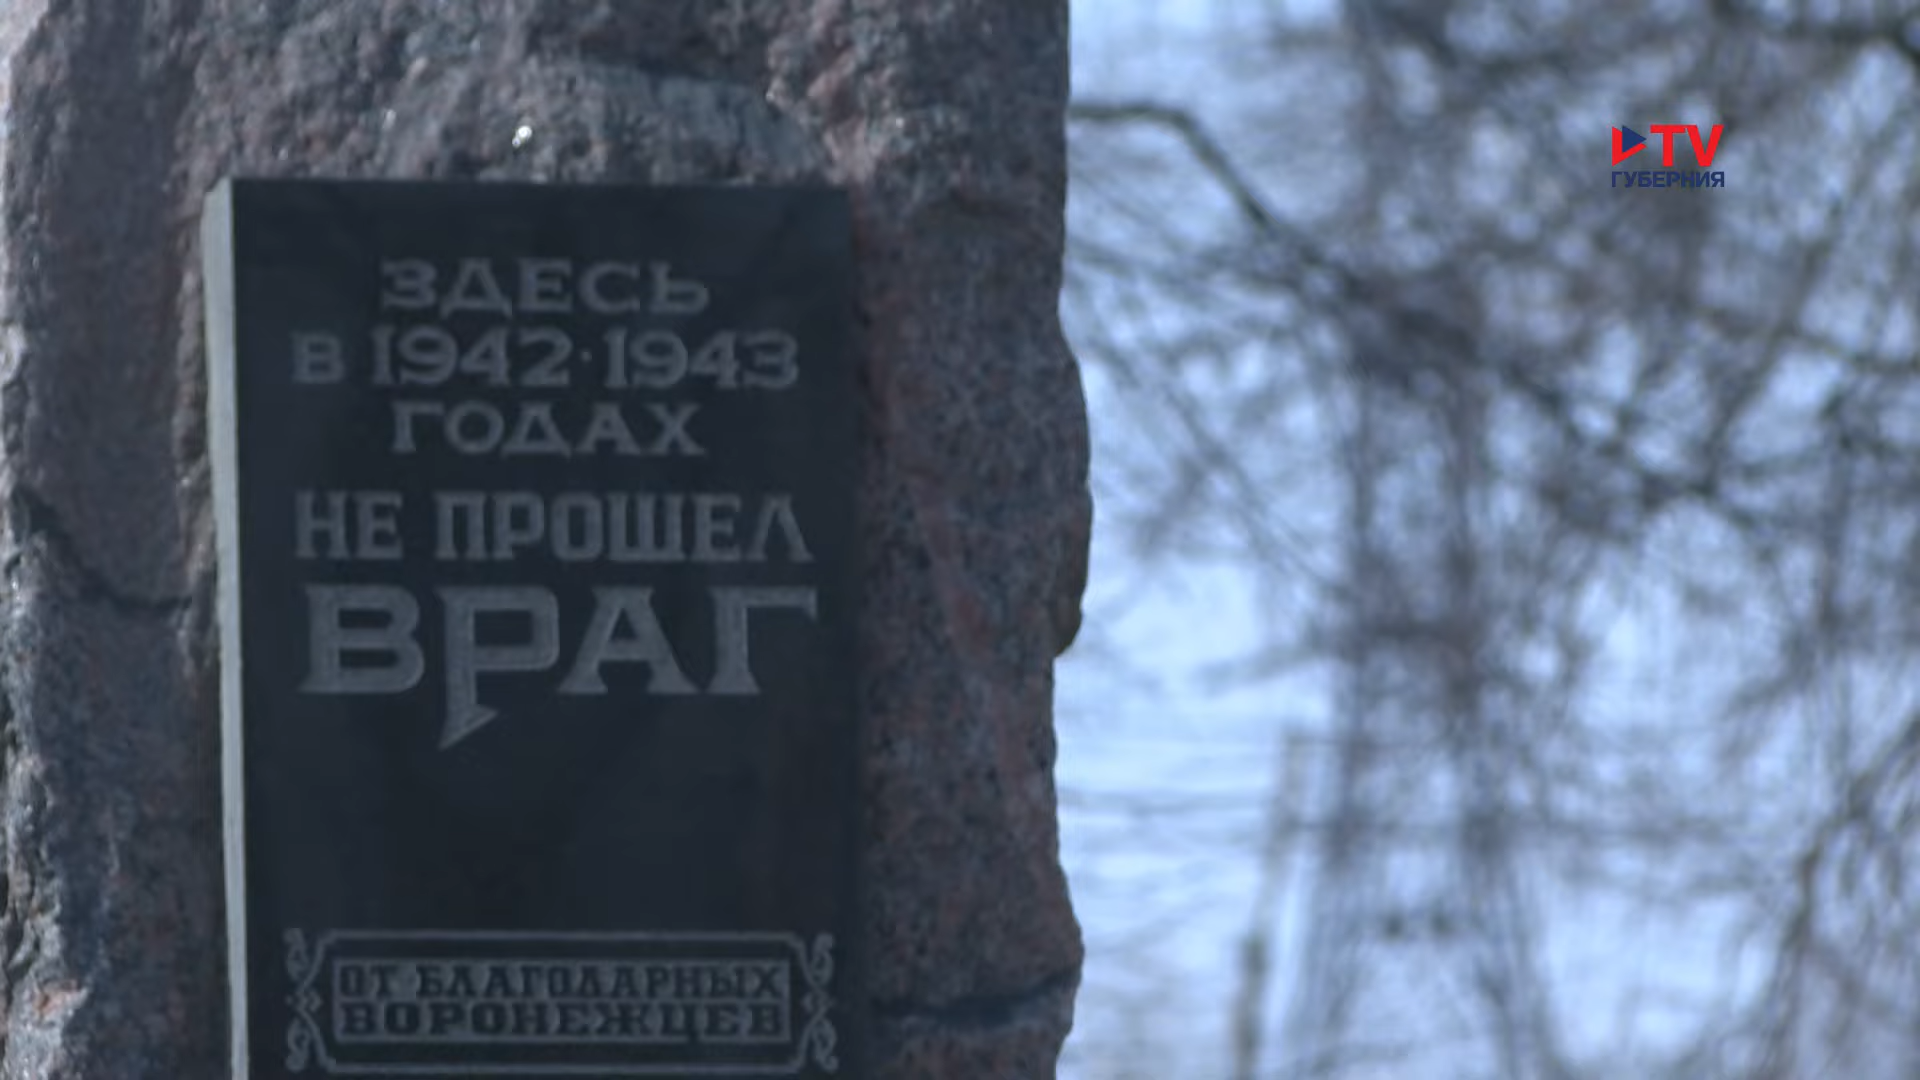 ЗДЕСЬ
В 1942·1943
ГОДАХ
НЕ ПРОШЕЛ
ВРАГ
ОТ БЛАГОДАРНЫХ
ВОРОНЕЖЦЕВ
TV
ГУБЕРНИЯ